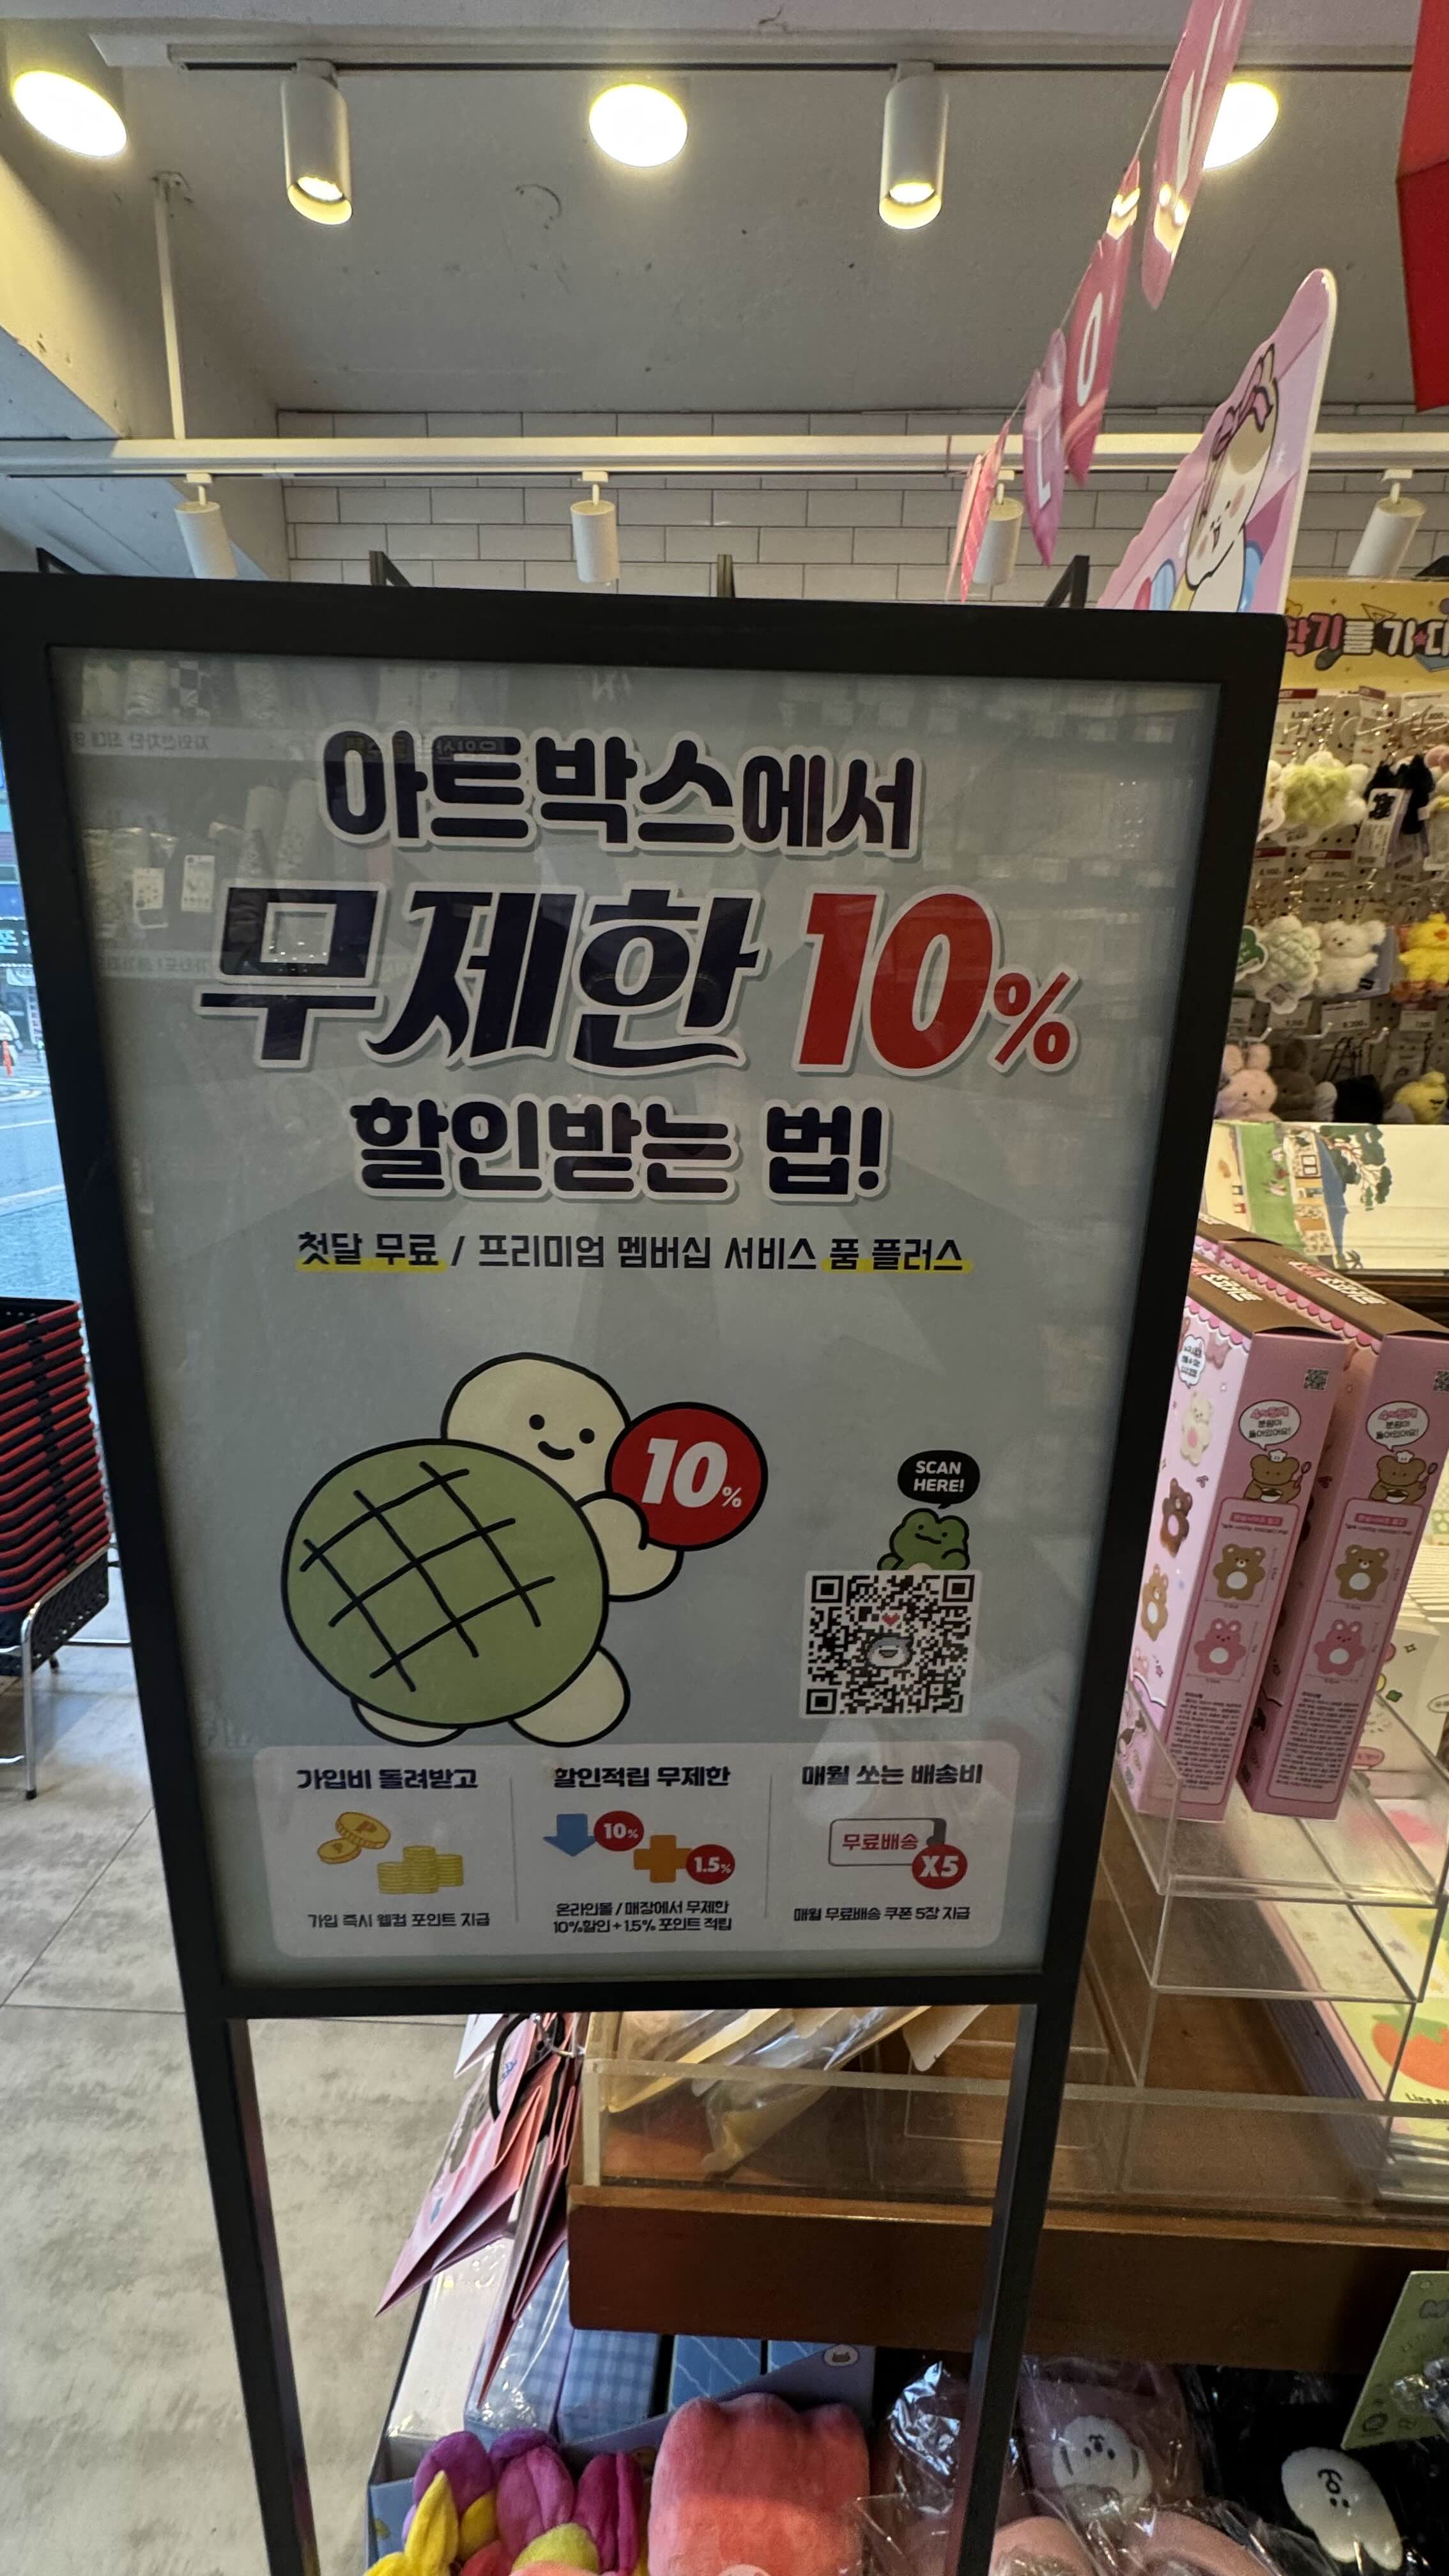 L
O
V
학기를 기다
아트박스에서
무제한 10%
할인받는 법!
첫달 무료 / 프리미엄 멤버십 서비스 품 플러스
10%
SCAN
HERE!
가입비 돌려받고
P
가입 즉시 웰컴 포인트 지급
할인적립 무제한
10%
1.5%
온라인몰 / 매장에서 무제한
10%할인 + 1.5% 포인트 적립
매월 쏘는 배송비
무료배송
X5
매월 무료배송 쿠폰 5장 지급